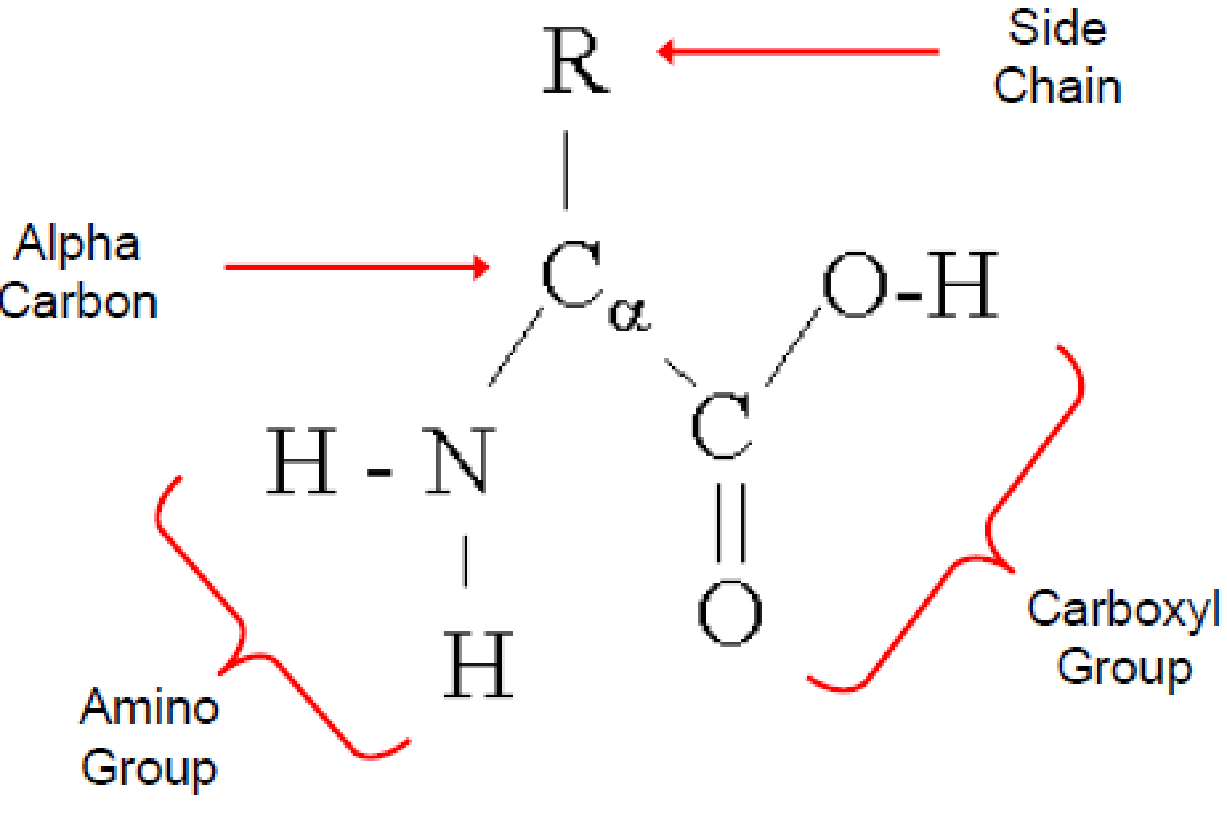 R
Side
Chain
Alpha
Carbon
Cα
O-H
C
H - N
O
H
Carboxyl
Group
Amino
Group